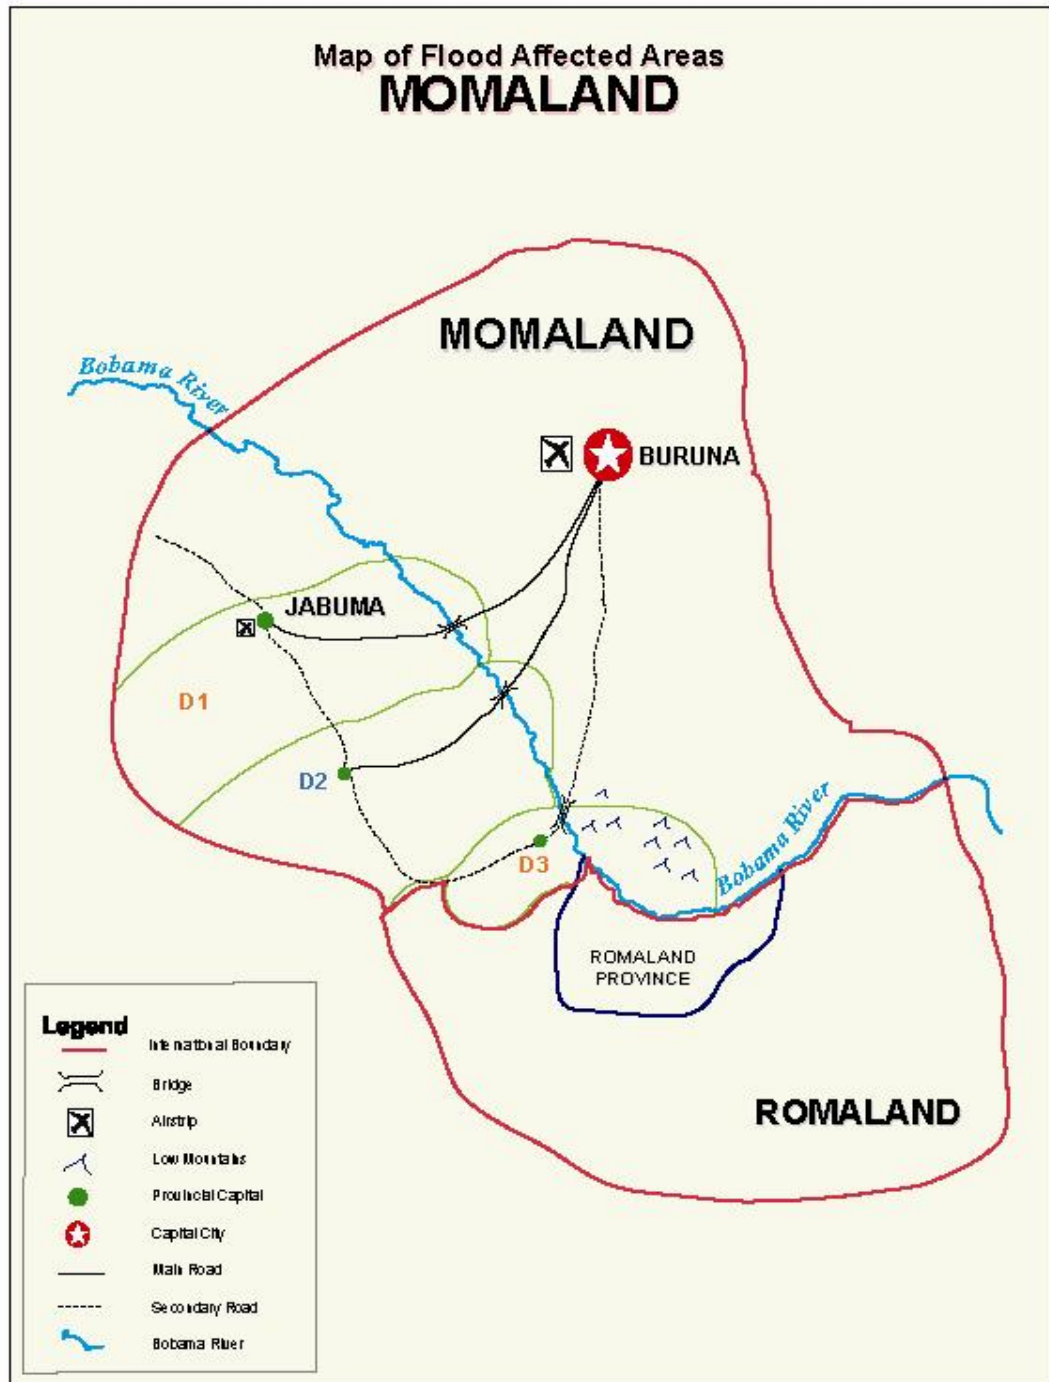 Map of Flood Affected Areas
MOMALAND
MOMALAND
Bobama River
BURUNA
JABUMA
D1
D2
D3
Bobama River
ROMALAND
PROVINCE
ROMALAND
Legend
International Boundary
Bridge
Airstrip
Low Mountains
Provincial Capital
Capital City
Main Road
Secondary Road
Bobama River